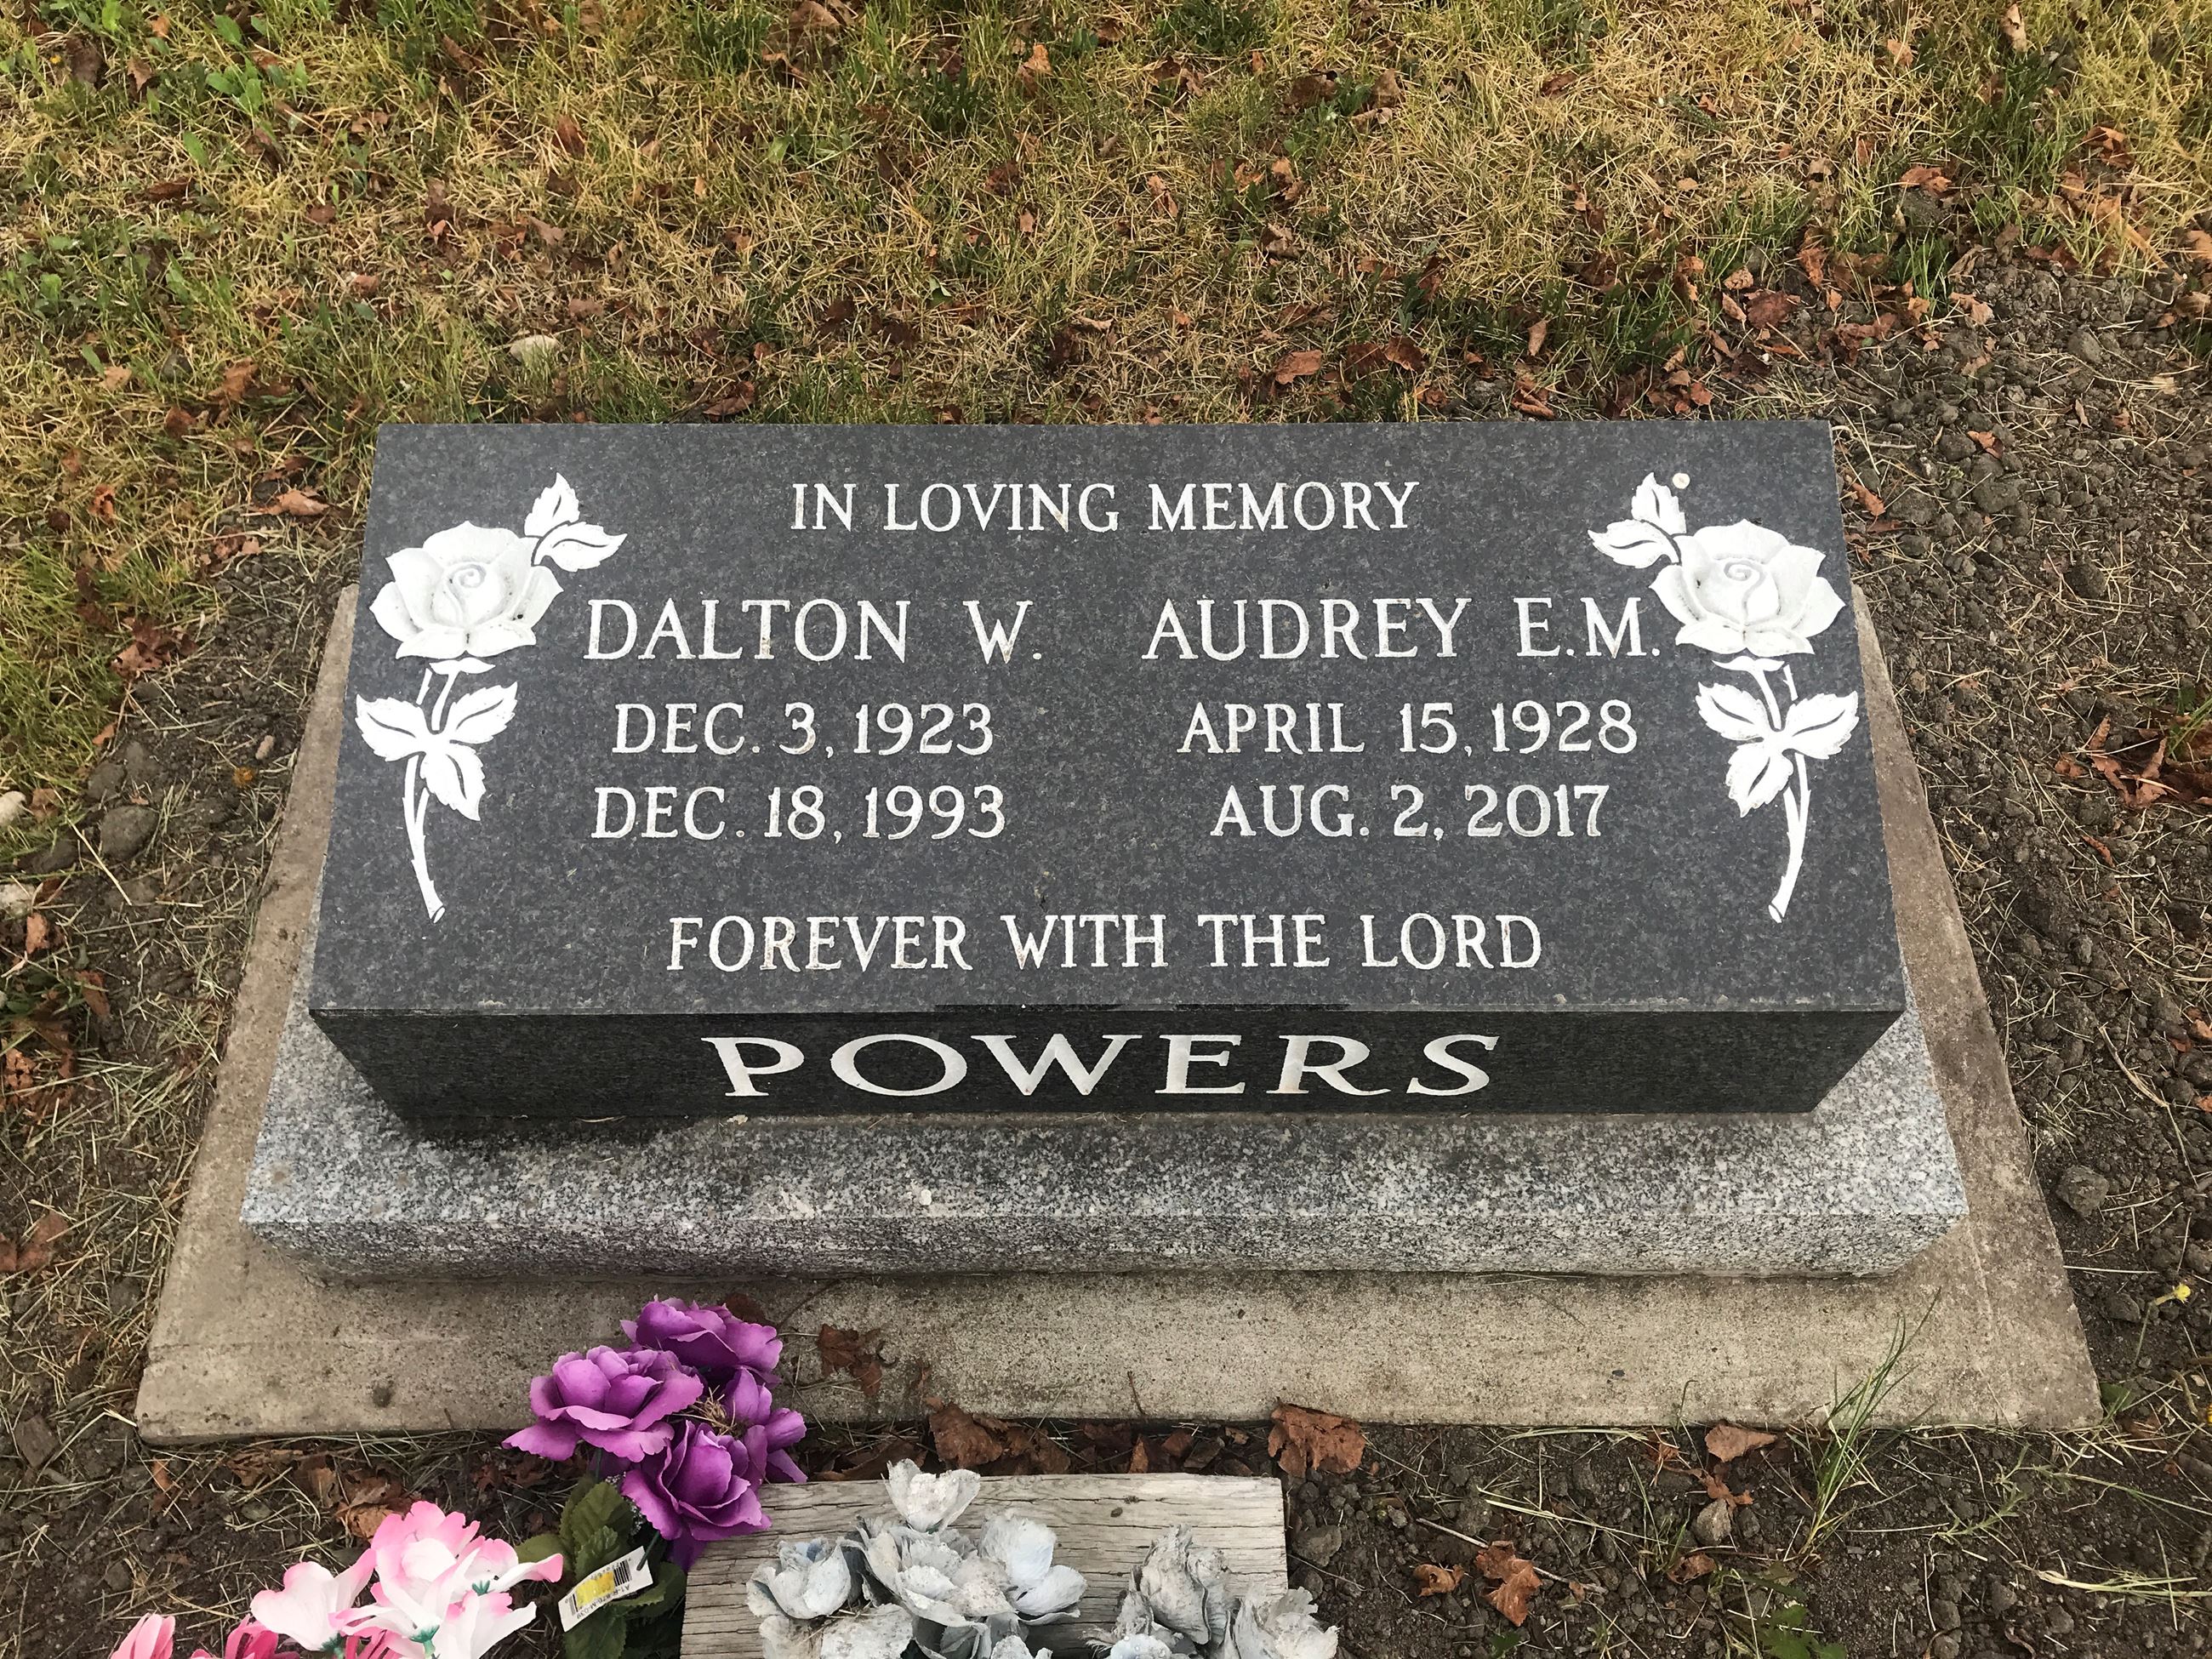 IN LOVING MEMORY
DALTON W. AUDREY E.M.
DEC. 3, 1923 APRIL 15, 1928
DEC. 18, 1993 AUG. 2, 2017
FOREVER WITH THE LORD
POWERS